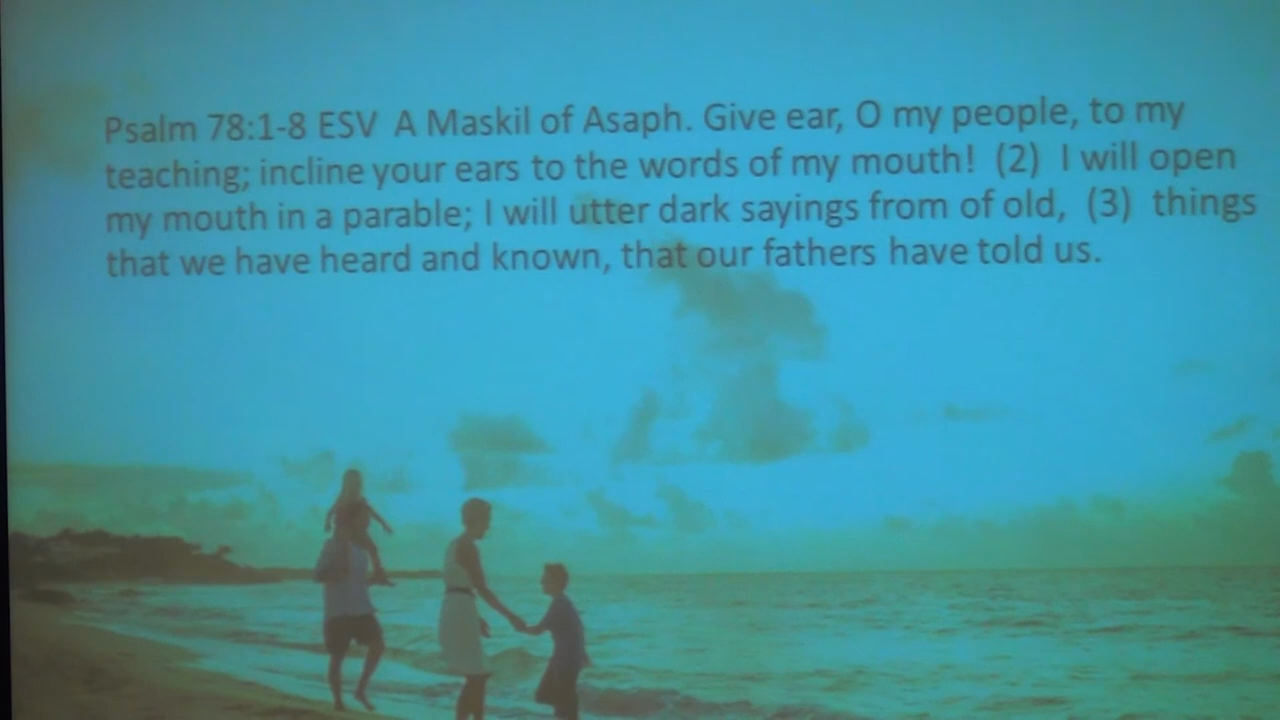 Psalm 78:1-8 ESV  A Maskil of Asaph. Give ear, O my people, to my
teaching; incline your ears to the words of my mouth!  (2)  I will open
my mouth in a parable; I will utter dark sayings from of old,  (3)  things
that we have heard and known, that our fathers have told us.